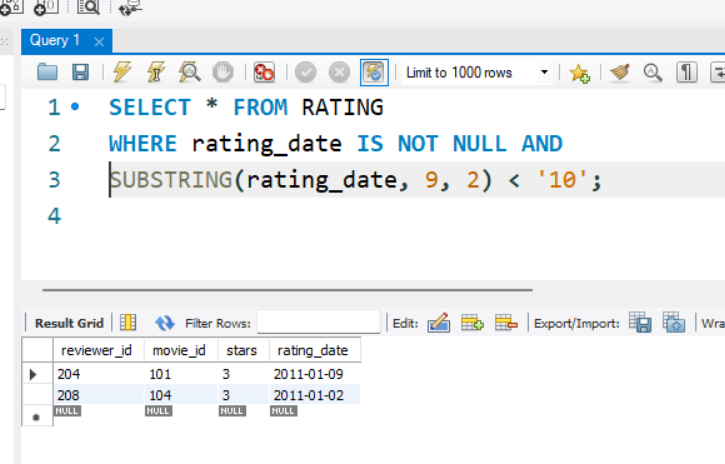 Query 1
Limit to 1000 rows
1 SELECT * FROM RATING
2 WHERE rating_date IS NOT NULL AND
3 SUBSTRING(rating_date, 9, 2) < '10';
4
Result Grid Filter Rows: Edit: Export/Import: Wra
reviewer_id movie_id stars rating_date
204 101 3 2011-01-09
208 104 3 2011-01-02
NULL NULL NULL NULL